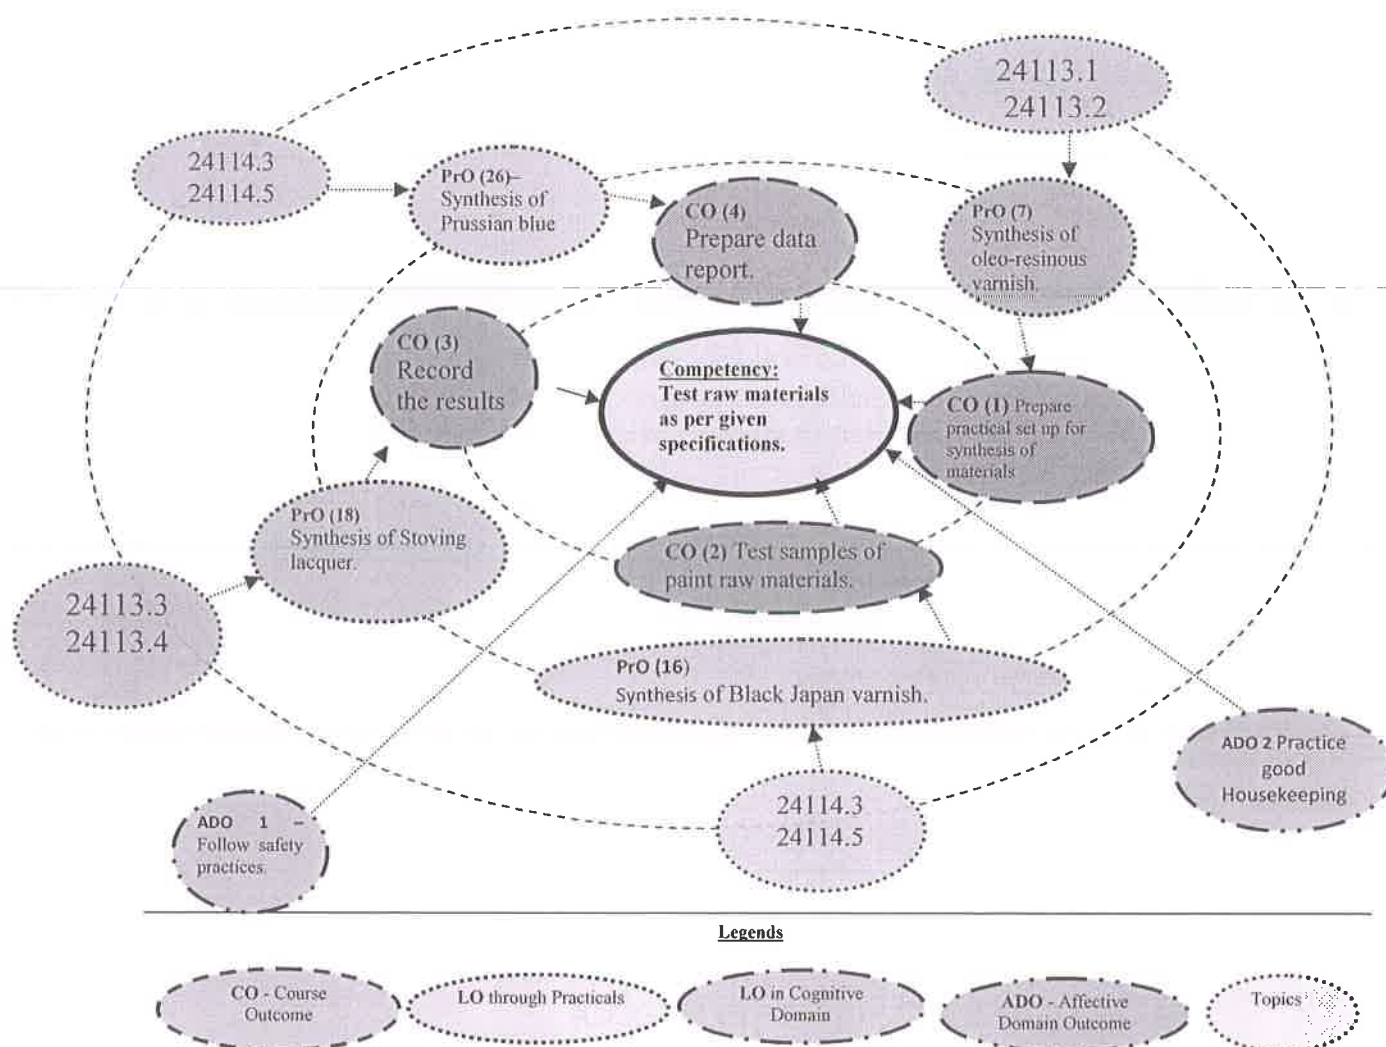 24113.1
24113.2
24114.3
24114.5
PrO (26)–
Synthesis of
Prussian blue
CO (4)
Prepare data
report.
PrO (7)
Synthesis of
oleo-resinous
varnish.
CO (3)
Record
the results
Competency:
Test raw materials
as per given
specifications.
CO (1) Prepare
practical set up for
synthesis of
materials
PrO (18)
Synthesis of Stoving
lacquer.
CO (2) Test samples of
paint raw materials.
24113.3
24113.4
PrO (16)
Synthesis of Black Japan varnish.
ADO 2 Practice
good
Housekeeping
24114.3
24114.5
ADO 1 –
Follow safety
practices.
Legends
CO - Course
Outcome
LO through Practicals
LO in Cognitive
Domain
ADO - Affective
Domain Outcome
Topics